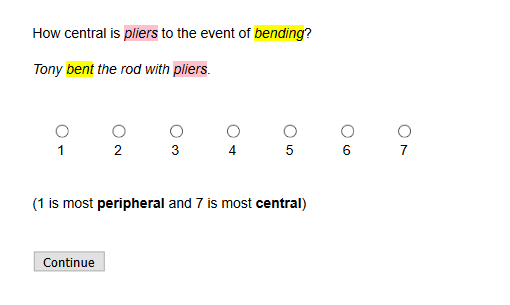 How central is pliers to the event of bending?
Tony bent the rod with pliers.
1 2 3 4 5 6 7
(1 is most peripheral and 7 is most central)
Continue